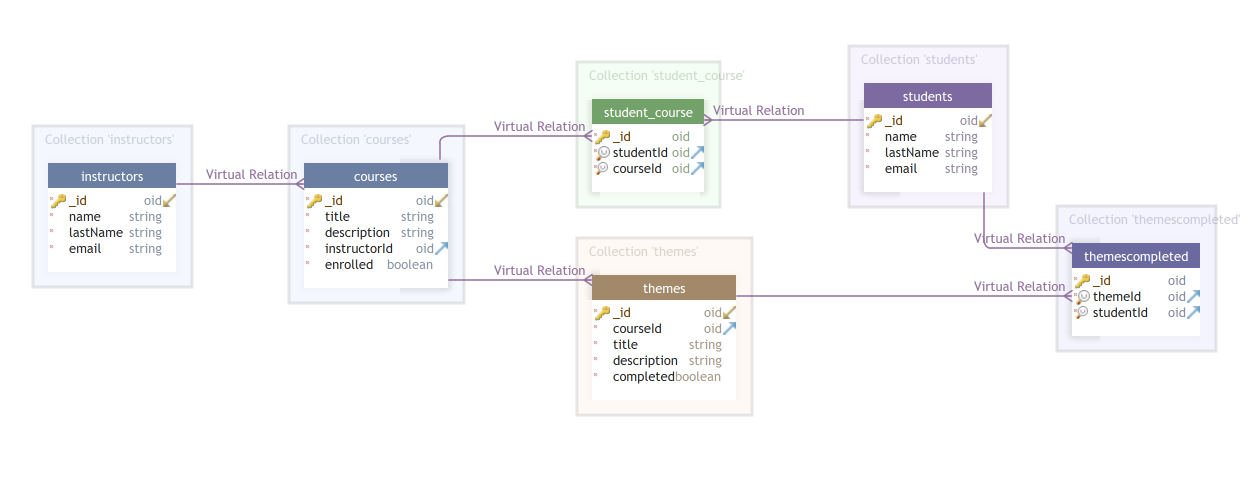 Collection 'instructors'
instructors
_id oid
name string
lastName string
email string
Virtual Relation
Collection 'courses'
courses
_id oid
title string
description string
instructorId oid
enrolled boolean
Virtual Relation
Collection 'student_course'
student_course
_id oid
studentId oid
courseId oid
Virtual Relation
Collection 'students'
students
_id oid
name string
lastName string
email string
Virtual Relation
Collection 'themes'
themes
_id oid
courseId oid
title string
description string
completed boolean
Virtual Relation
Virtual Relation
Collection 'themescompleted'
themescompleted
_id oid
themeId oid
studentId oid